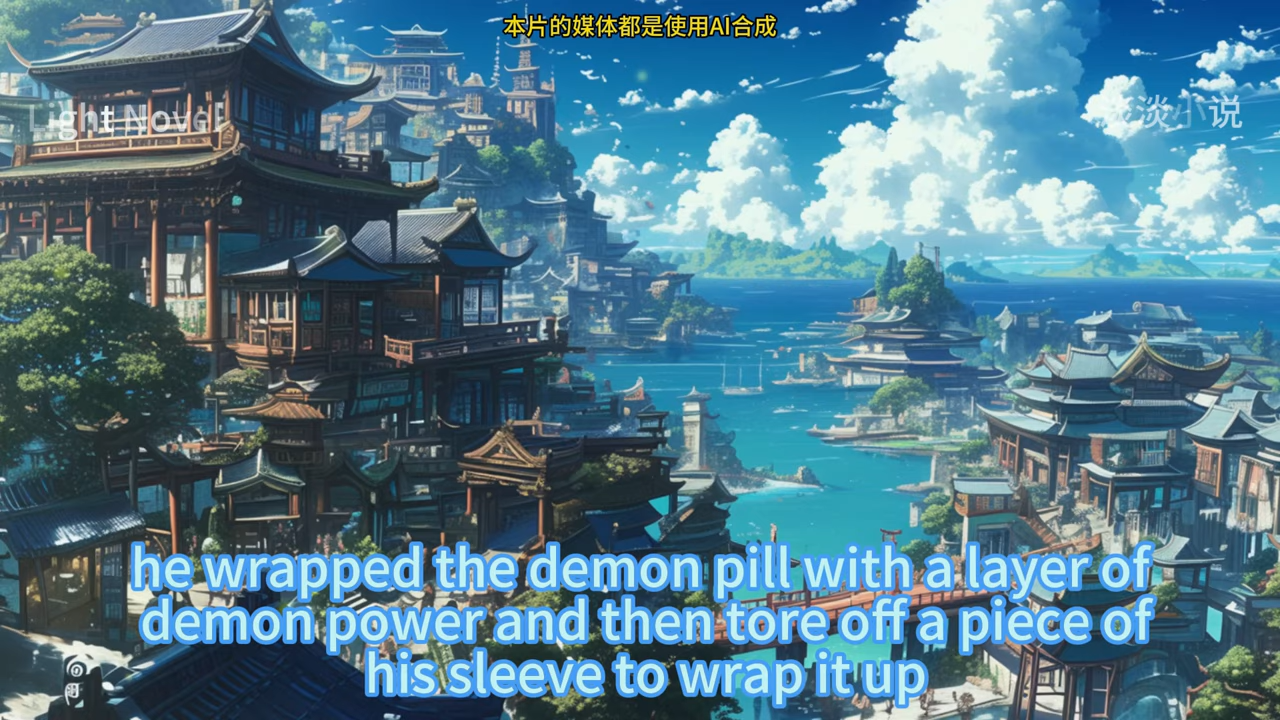 本片的媒体都是使用AI合成
Light Novel
淡小说
he wrapped the demon pill with a layer of
demon power and then tore off a piece of
his sleeve to wrap it up